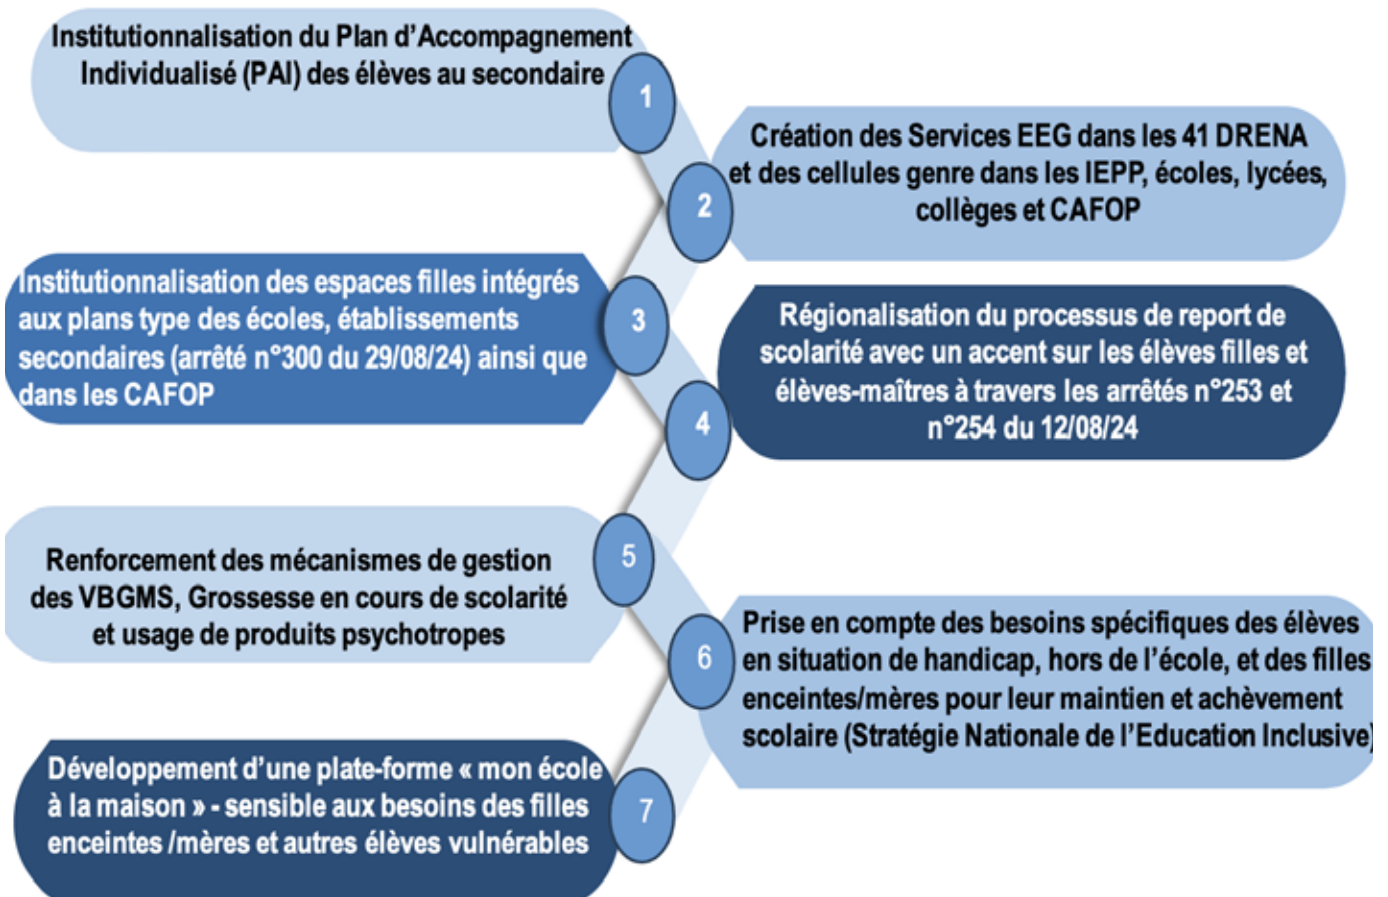 Institutionnalisation du Plan d’Accompagnement
Individualisé (PAI) des élèves au secondaire
1
Création des Services EEG dans les 41 DRENA
et des cellules genre dans les IEPP, écoles, lycées,
collèges et CAFOP
2
Institutionnalisation des espaces filles intégrés
aux plans type des écoles, établissements
secondaires (arrêté n°300 du 29/08/24) ainsi que
dans les CAFOP
3
Régionalisation du processus de report de
scolarité avec un accent sur les élèves filles et
élèves-maîtres à travers les arrêtés n°253 et
n°254 du 12/08/24
4
Renforcement des mécanismes de gestion
des VBGMS, Grossesse en cours de scolarité
et usage de produits psychotropes
5
Prise en compte des besoins spécifiques des élèves
en situation de handicap, hors de l’école, et des filles
enceintes/mères pour leur maintien et achèvement
scolaire (Stratégie Nationale de l’Education Inclusive)
6
Développement d’une plate-forme « mon école
à la maison » - sensible aux besoins des filles
enceintes /mères et autres élèves vulnérables
7